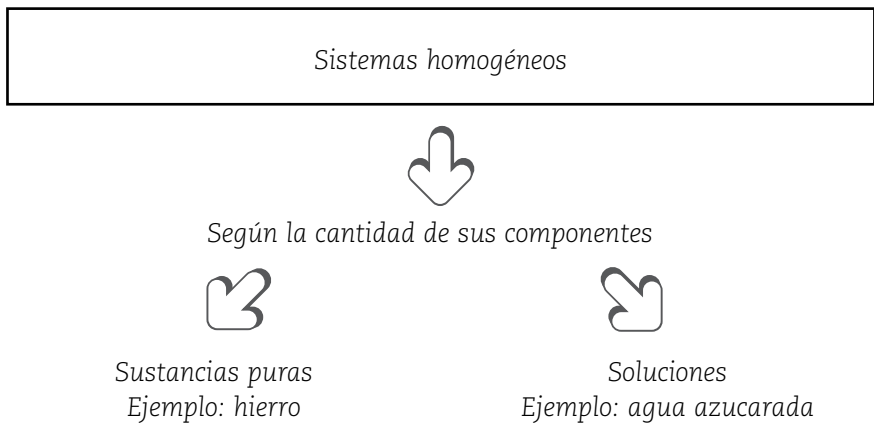 Sistemas homogéneos
Según la cantidad de sus componentes
Sustancias puras
Ejemplo: hierro
Soluciones
Ejemplo: agua azucarada